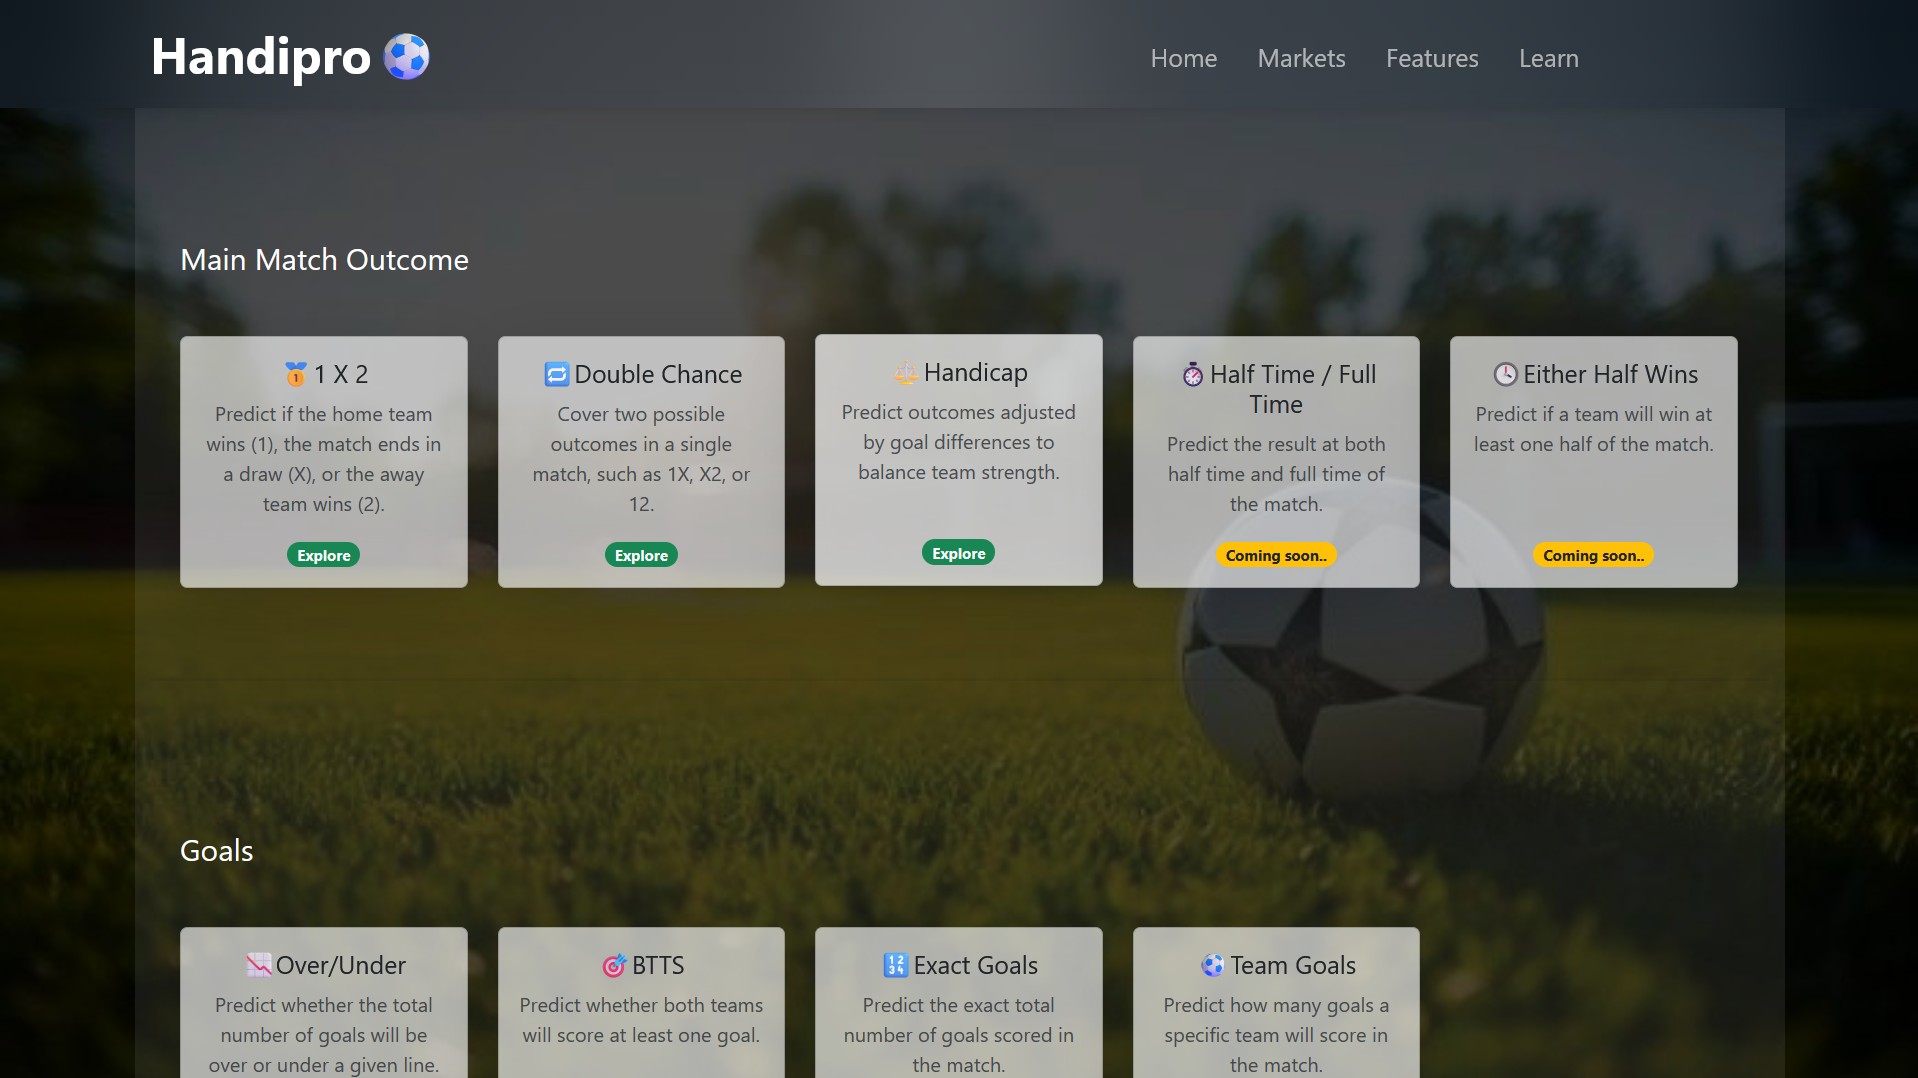 Handipro
Home Markets Features Learn
Main Match Outcome
1 X 2
Predict if the home team
wins (1), the match ends in
a draw (X), or the away
team wins (2).
Explore
Double Chance
Cover two possible
outcomes in a single
match, such as 1X, X2, or
12.
Explore
Handicap
Predict outcomes adjusted
by goal differences to
balance team strength.
Explore
Half Time / Full
Time
Predict the result at both
half time and full time of
the match.
Coming soon..
Either Half Wins
Predict if a team will win at
least one half of the match.
Coming soon..
Goals
Over/Under
Predict whether the total
number of goals will be
over or under a given line.
BTTS
Predict whether both teams
will score at least one goal.
Exact Goals
Predict the exact total
number of goals scored in
the match.
Team Goals
Predict how many goals a
specific team will score in
the match.